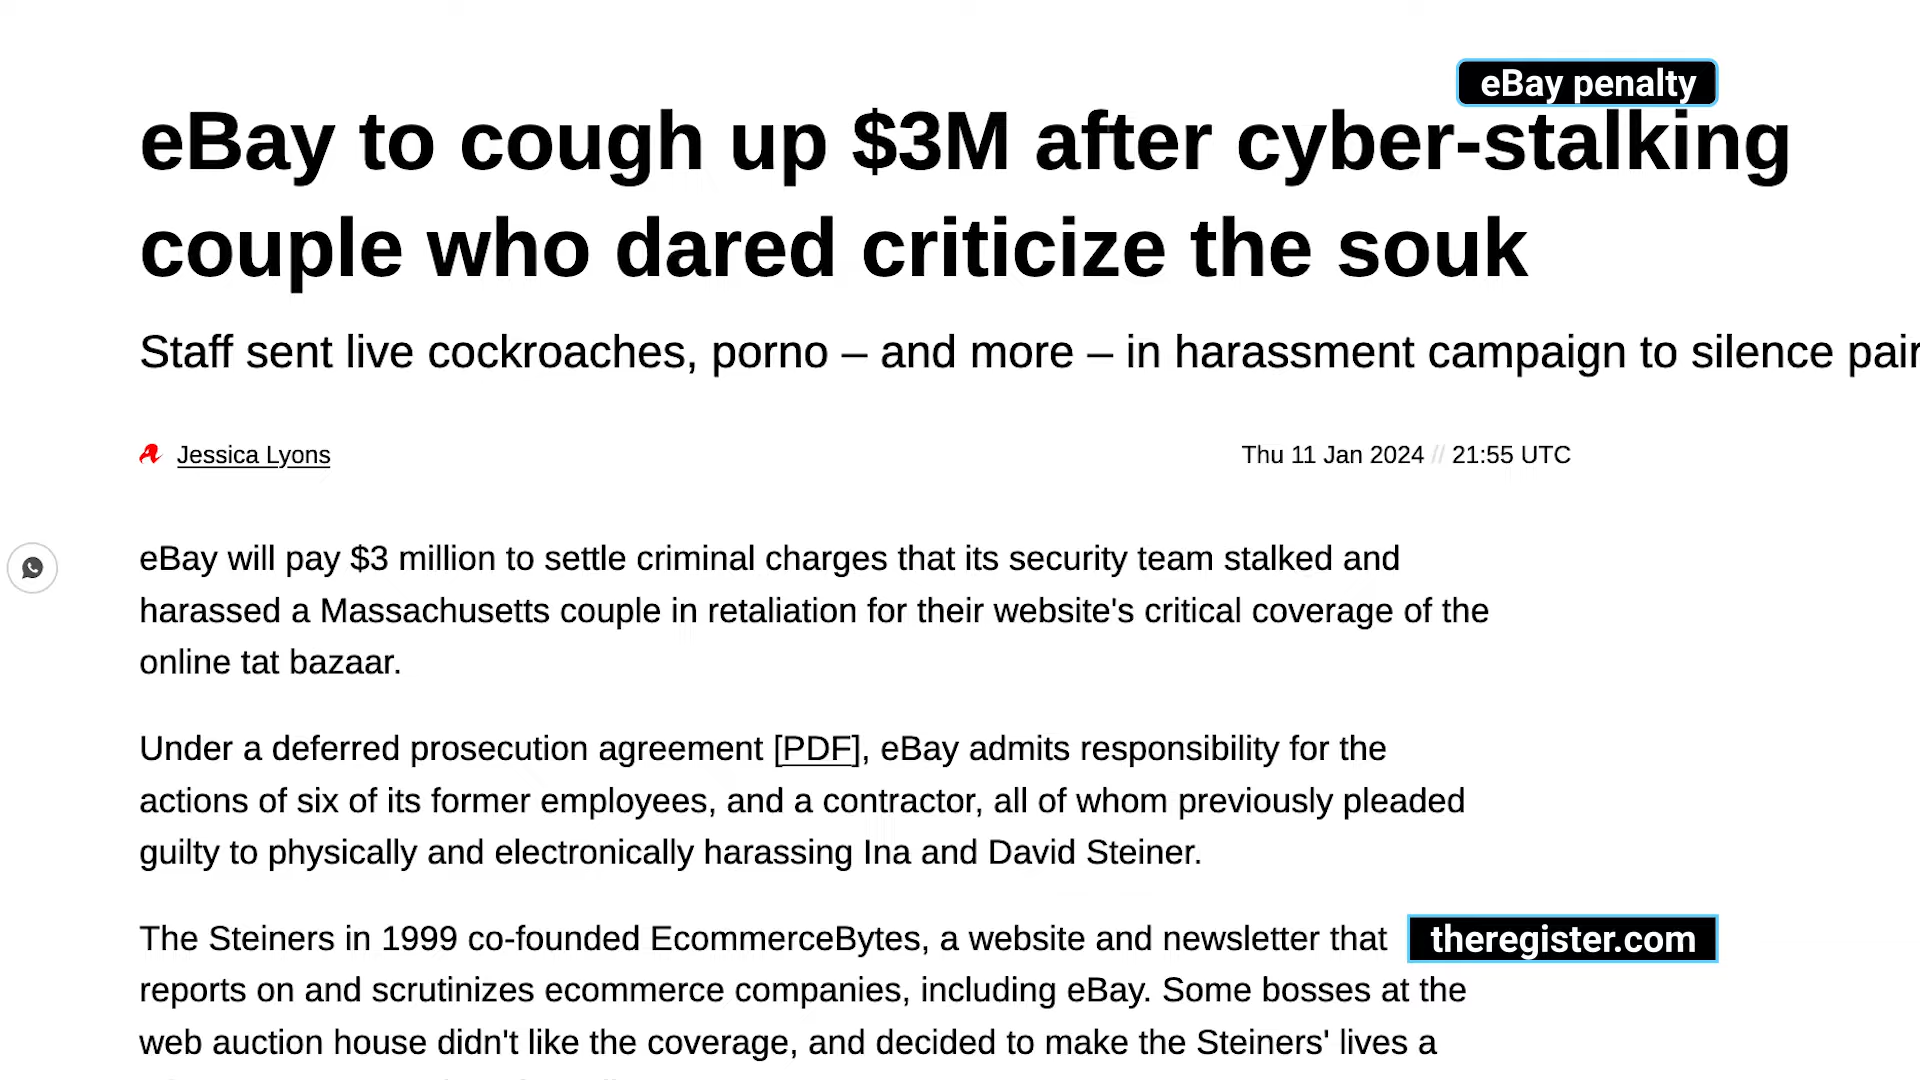 eBay penalty
eBay to cough up $3M after cyber-stalking
couple who dared criticize the souk
Staff sent live cockroaches, porno – and more – in harassment campaign to silence pair
Jessica Lyons
Thu 11 Jan 2024 // 21:55 UTC
eBay will pay $3 million to settle criminal charges that its security team stalked and
harassed a Massachusetts couple in retaliation for their website's critical coverage of the
online tat bazaar.
Under a deferred prosecution agreement [PDF], eBay admits responsibility for the
actions of six of its former employees, and a contractor, all of whom previously pleaded
guilty to physically and electronically harassing Ina and David Steiner.
The Steiners in 1999 co-founded EcommerceBytes, a website and newsletter that
theregister.com
reports on and scrutinizes ecommerce companies, including eBay. Some bosses at the
web auction house didn't like the coverage, and decided to make the Steiners' lives a